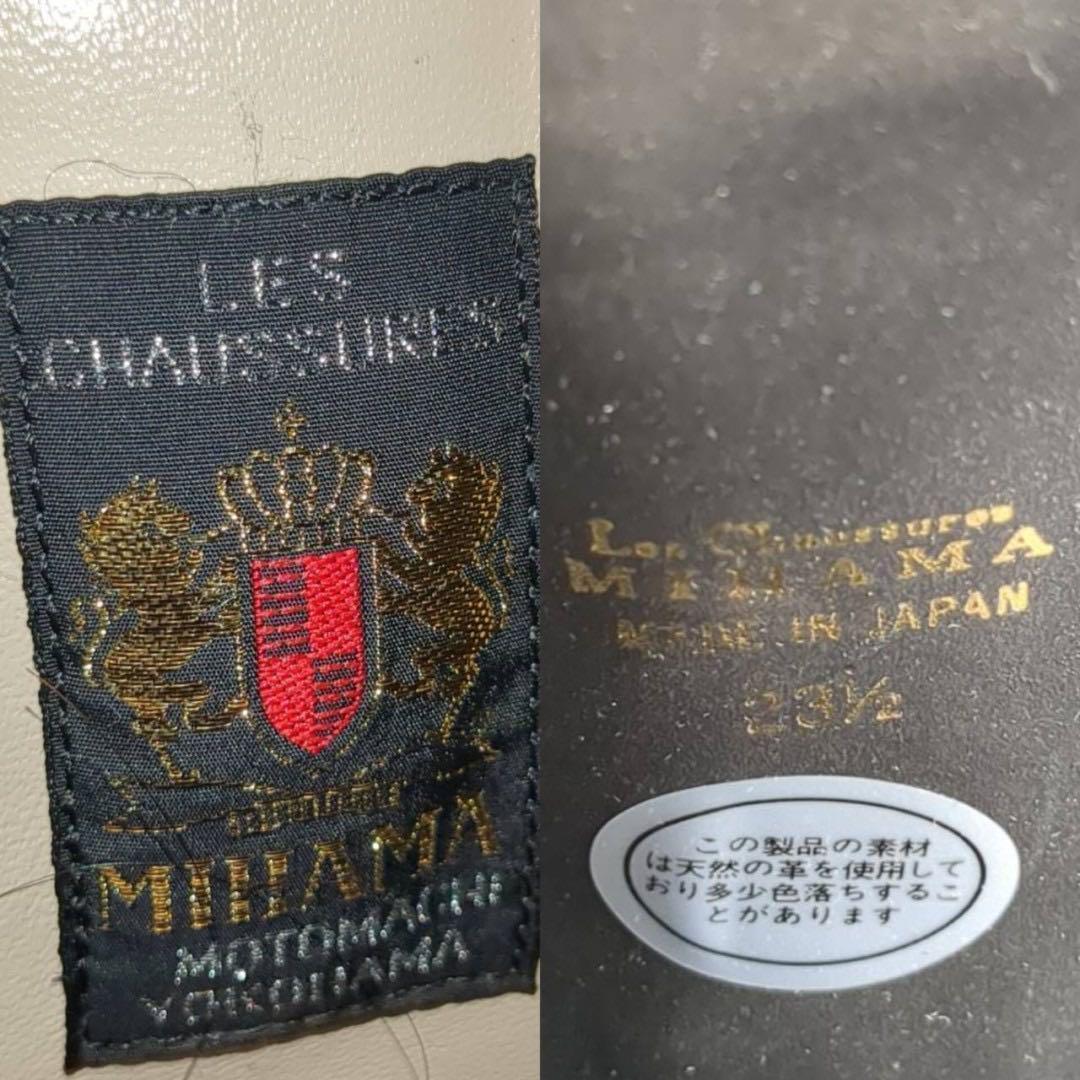 LES
CHAUSSURES
MIHAMA
MOTOMACHI
YOKOHAMA
Les Chaussures
MIHAMA
MADE IN JAPAN
23½
この製品の素材
は天然の革を使用して
おり多少色落ちするこ
とがあります